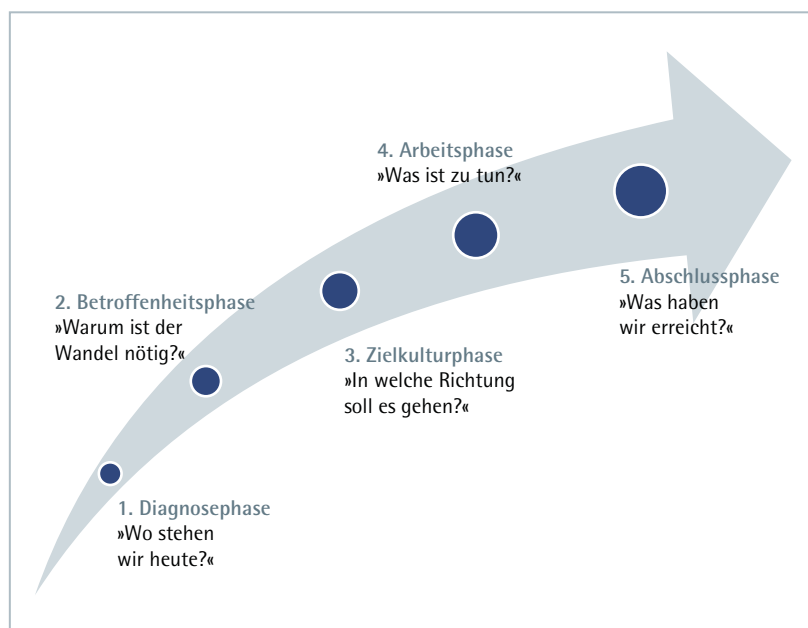 1. Diagnosephase
»Wo stehen
wir heute?«
2. Betroffenheitsphase
»Warum ist der
Wandel nötig?«
3. Zielkulturphase
»In welche Richtung
soll es gehen?«
4. Arbeitsphase
»Was ist zu tun?«
5. Abschlussphase
»Was haben
wir erreicht?«